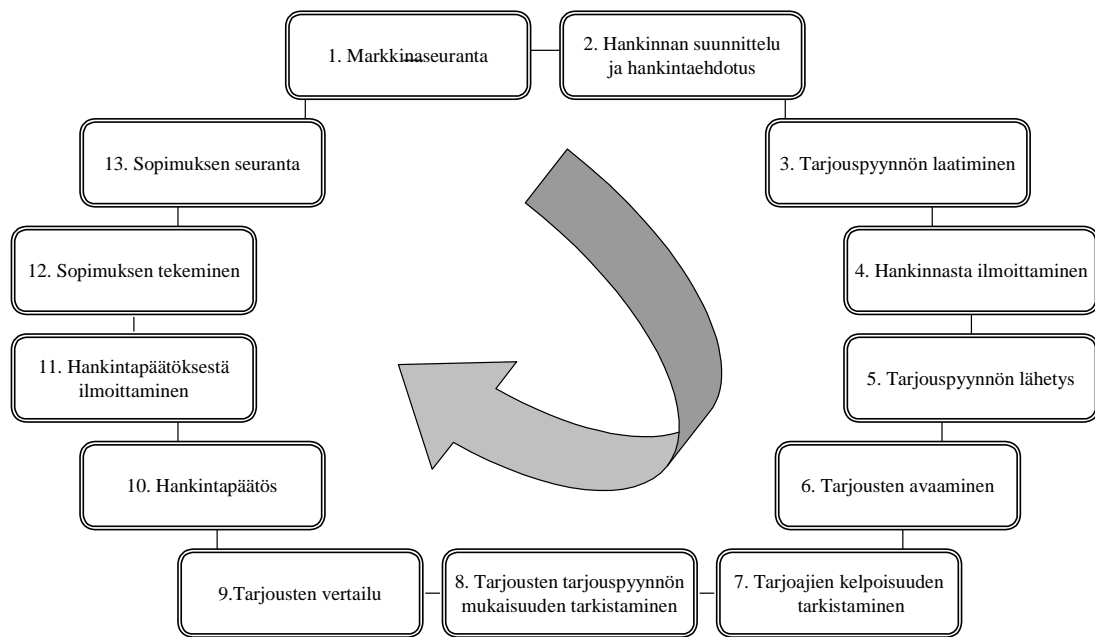 1. Markkinaseuranta
2. Hankinnan suunnittelu
ja hankintaehdotus
3. Tarjouspyynnön laatiminen
4. Hankinnasta ilmoittaminen
5. Tarjouspyynnön lähetys
6. Tarjousten avaaminen
7. Tarjoajien kelpoisuuden
tarkistaminen
8. Tarjousten tarjouspyynnön
mukaisuuden tarkistaminen
9.Tarjousten vertailu
10. Hankintapäätös
11. Hankintapäätöksestä
ilmoittaminen
12. Sopimuksen tekeminen
13. Sopimuksen seuranta